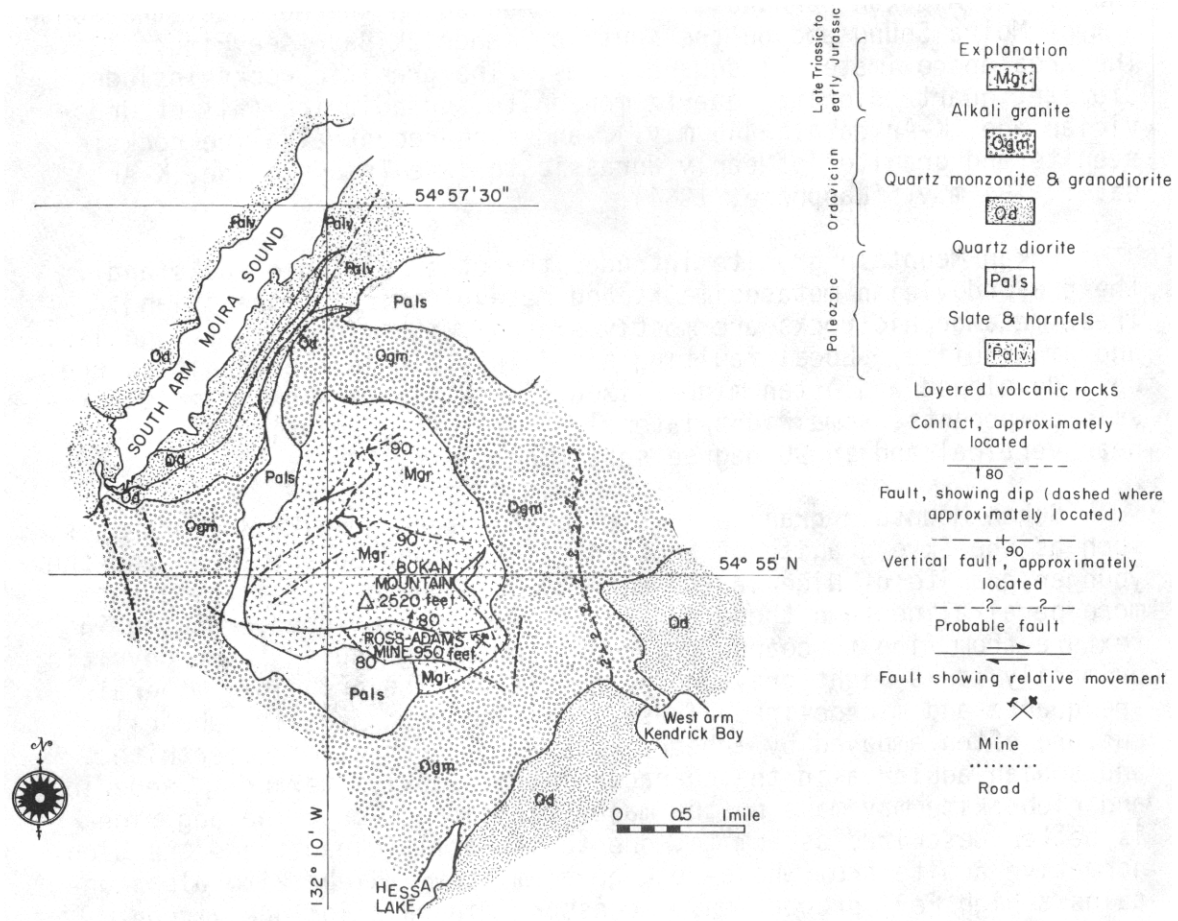 54° 57' 30"
Palv
Palv
Palv
Pals
SOUTH ARM MOIRA SOUND
Od
Od
Ogm
90
Mgr
Od
Pals
Od
Ogm
Ogm
90
Mgr
BOKAN
MOUNTAIN
2520 feet
54° 55' N
80
ROSS-ADAMS
MINE 950 feet
80
Mgr
Pals
Od
West arm
Kendrick Bay
Ogm
Od
N
0 0.5 1mile
132° 10' W
HESSA
LAKE
Late Triassic to
early Jurassic
Ordovician
Paleozoic
Explanation
Mgr
Alkali granite
Ogm
Quartz monzonite & granodiorite
Od
Quartz diorite
Pals
Slate & hornfels
Palv
Layered volcanic rocks
Contact, approximately
located
80
Fault, showing dip (dashed where
approximately located)
90
Vertical fault, approximately
located
? ?
Probable fault
Fault showing relative movement
Mine
Road